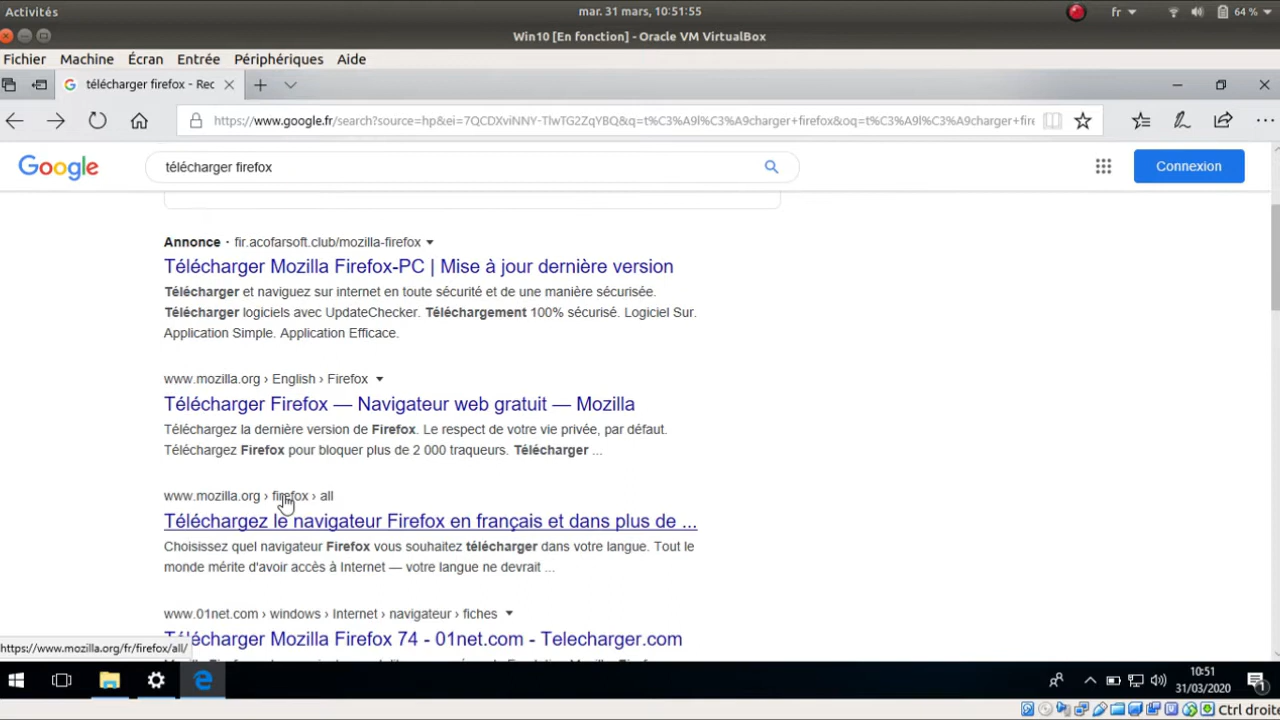 Activités
mar. 31 mars, 10:51:55
fr
64 %
Win10 [En fonction] - Oracle VM VirtualBox
Fichier Machine Écran Entrée Périphériques Aide
télécharger firefox - Rec
https://www.google.fr/search?source=hp&ei=7QCDXviNNY-TlwTG2ZqYBQ&q=t%C3%A9l%C3%A9charger+firefox&oq=t%C3%A9l%C3%A9charger+fire
Google
télécharger firefox
Connexion
Annonce · fir.acofarsoft.club/mozilla-firefox
Télécharger Mozilla Firefox-PC | Mise à jour dernière version
Télécharger et naviguez sur internet en toute sécurité et de une manière sécurisée.
Télécharger logiciels avec UpdateChecker. Téléchargement 100% sécurisé. Logiciel Sur.
Application Simple. Application Efficace.
www.mozilla.org › English › Firefox
Télécharger Firefox — Navigateur web gratuit — Mozilla
Téléchargez la dernière version de Firefox. Le respect de votre vie privée, par défaut.
Téléchargez Firefox pour bloquer plus de 2 000 traqueurs. Télécharger ...
www.mozilla.org › firefox › all
Téléchargez le navigateur Firefox en français et dans plus de ...
Choisissez quel navigateur Firefox vous souhaitez télécharger dans votre langue. Tout le
monde mérite d'avoir accès à Internet — votre langue ne devrait ...
www.01net.com › windows › Internet › navigateur › fiches
Télécharger Mozilla Firefox 74 - 01net.com - Telecharger.com
https://www.mozilla.org/fr/firefox/all/
10:51
31/03/2020
1
Ctrl droite